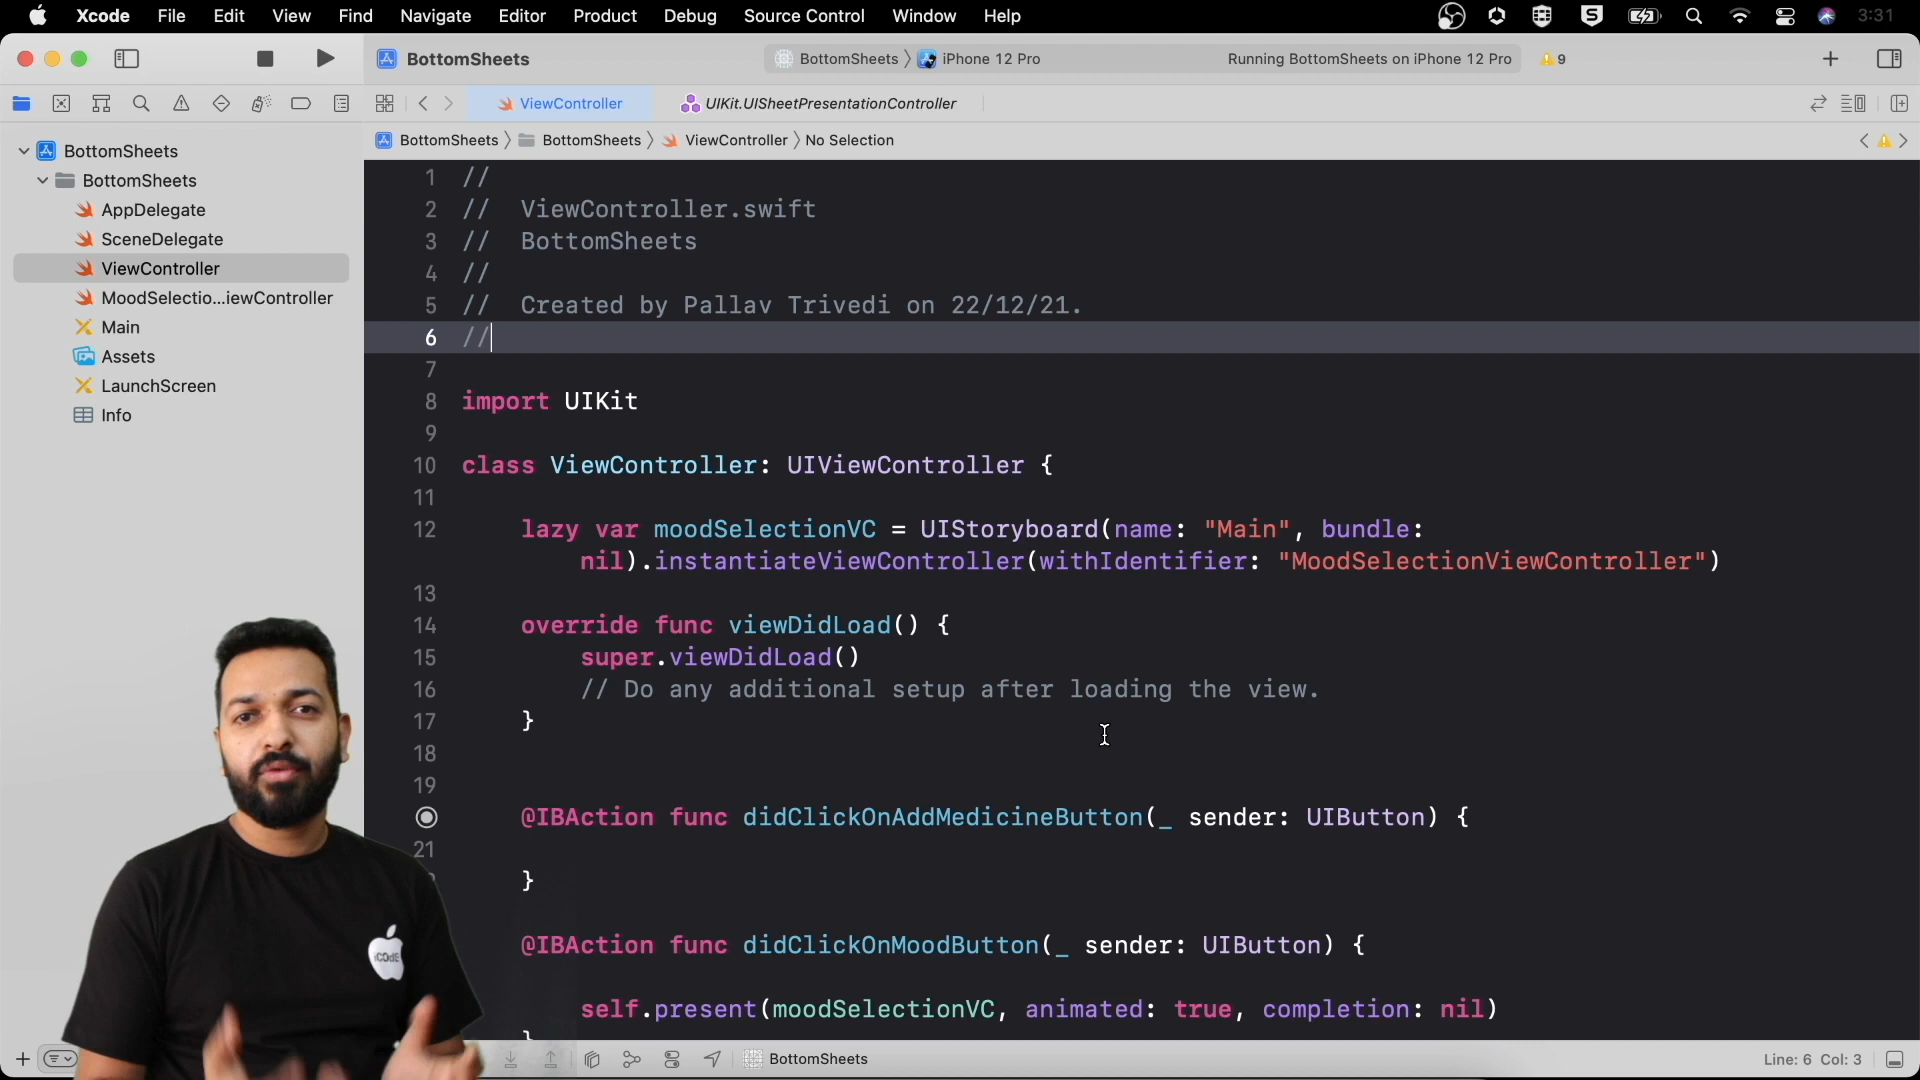 Xcode File Edit View Find Navigate Editor Product Debug Source Control Window Help 3:31
BottomSheets BottomSheets iPhone 12 Pro Running BottomSheets on iPhone 12 Pro 9
ViewController UIKit.UISheetPresentationController
BottomSheets BottomSheets ViewController No Selection
BottomSheets
BottomSheets
AppDelegate
SceneDelegate
ViewController
MoodSelectio...iewController
Main
Assets
LaunchScreen
Info
1 //
2 // ViewController.swift
3 // BottomSheets
4 //
5 // Created by Pallav Trivedi on 22/12/21.
6 //
7
8 import UIKit
9
10 class ViewController: UIViewController {
11
12 lazy var moodSelectionVC = UIStoryboard(name: "Main", bundle:
nil).instantiateViewController(withIdentifier: "MoodSelectionViewController")
13
14 override func viewDidLoad() {
15 super.viewDidLoad()
16 // Do any additional setup after loading the view.
17 }
18
19
@IBAction func didClickOnAddMedicineButton(_ sender: UIButton) {
21
}
@IBAction func didClickOnMoodButton(_ sender: UIButton) {
self.present(moodSelectionVC, animated: true, completion: nil)
}
iCODE
BottomSheets Line: 6 Col: 3